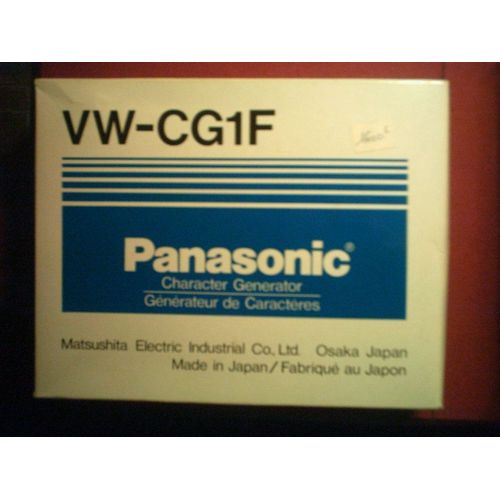 VW-CG1F
Panasonic®
Character Generator
Générateur de Caractères
Matsushita Electric Industrial Co., Ltd. Osaka Japan
Made in Japan/Fabriqué au Japon